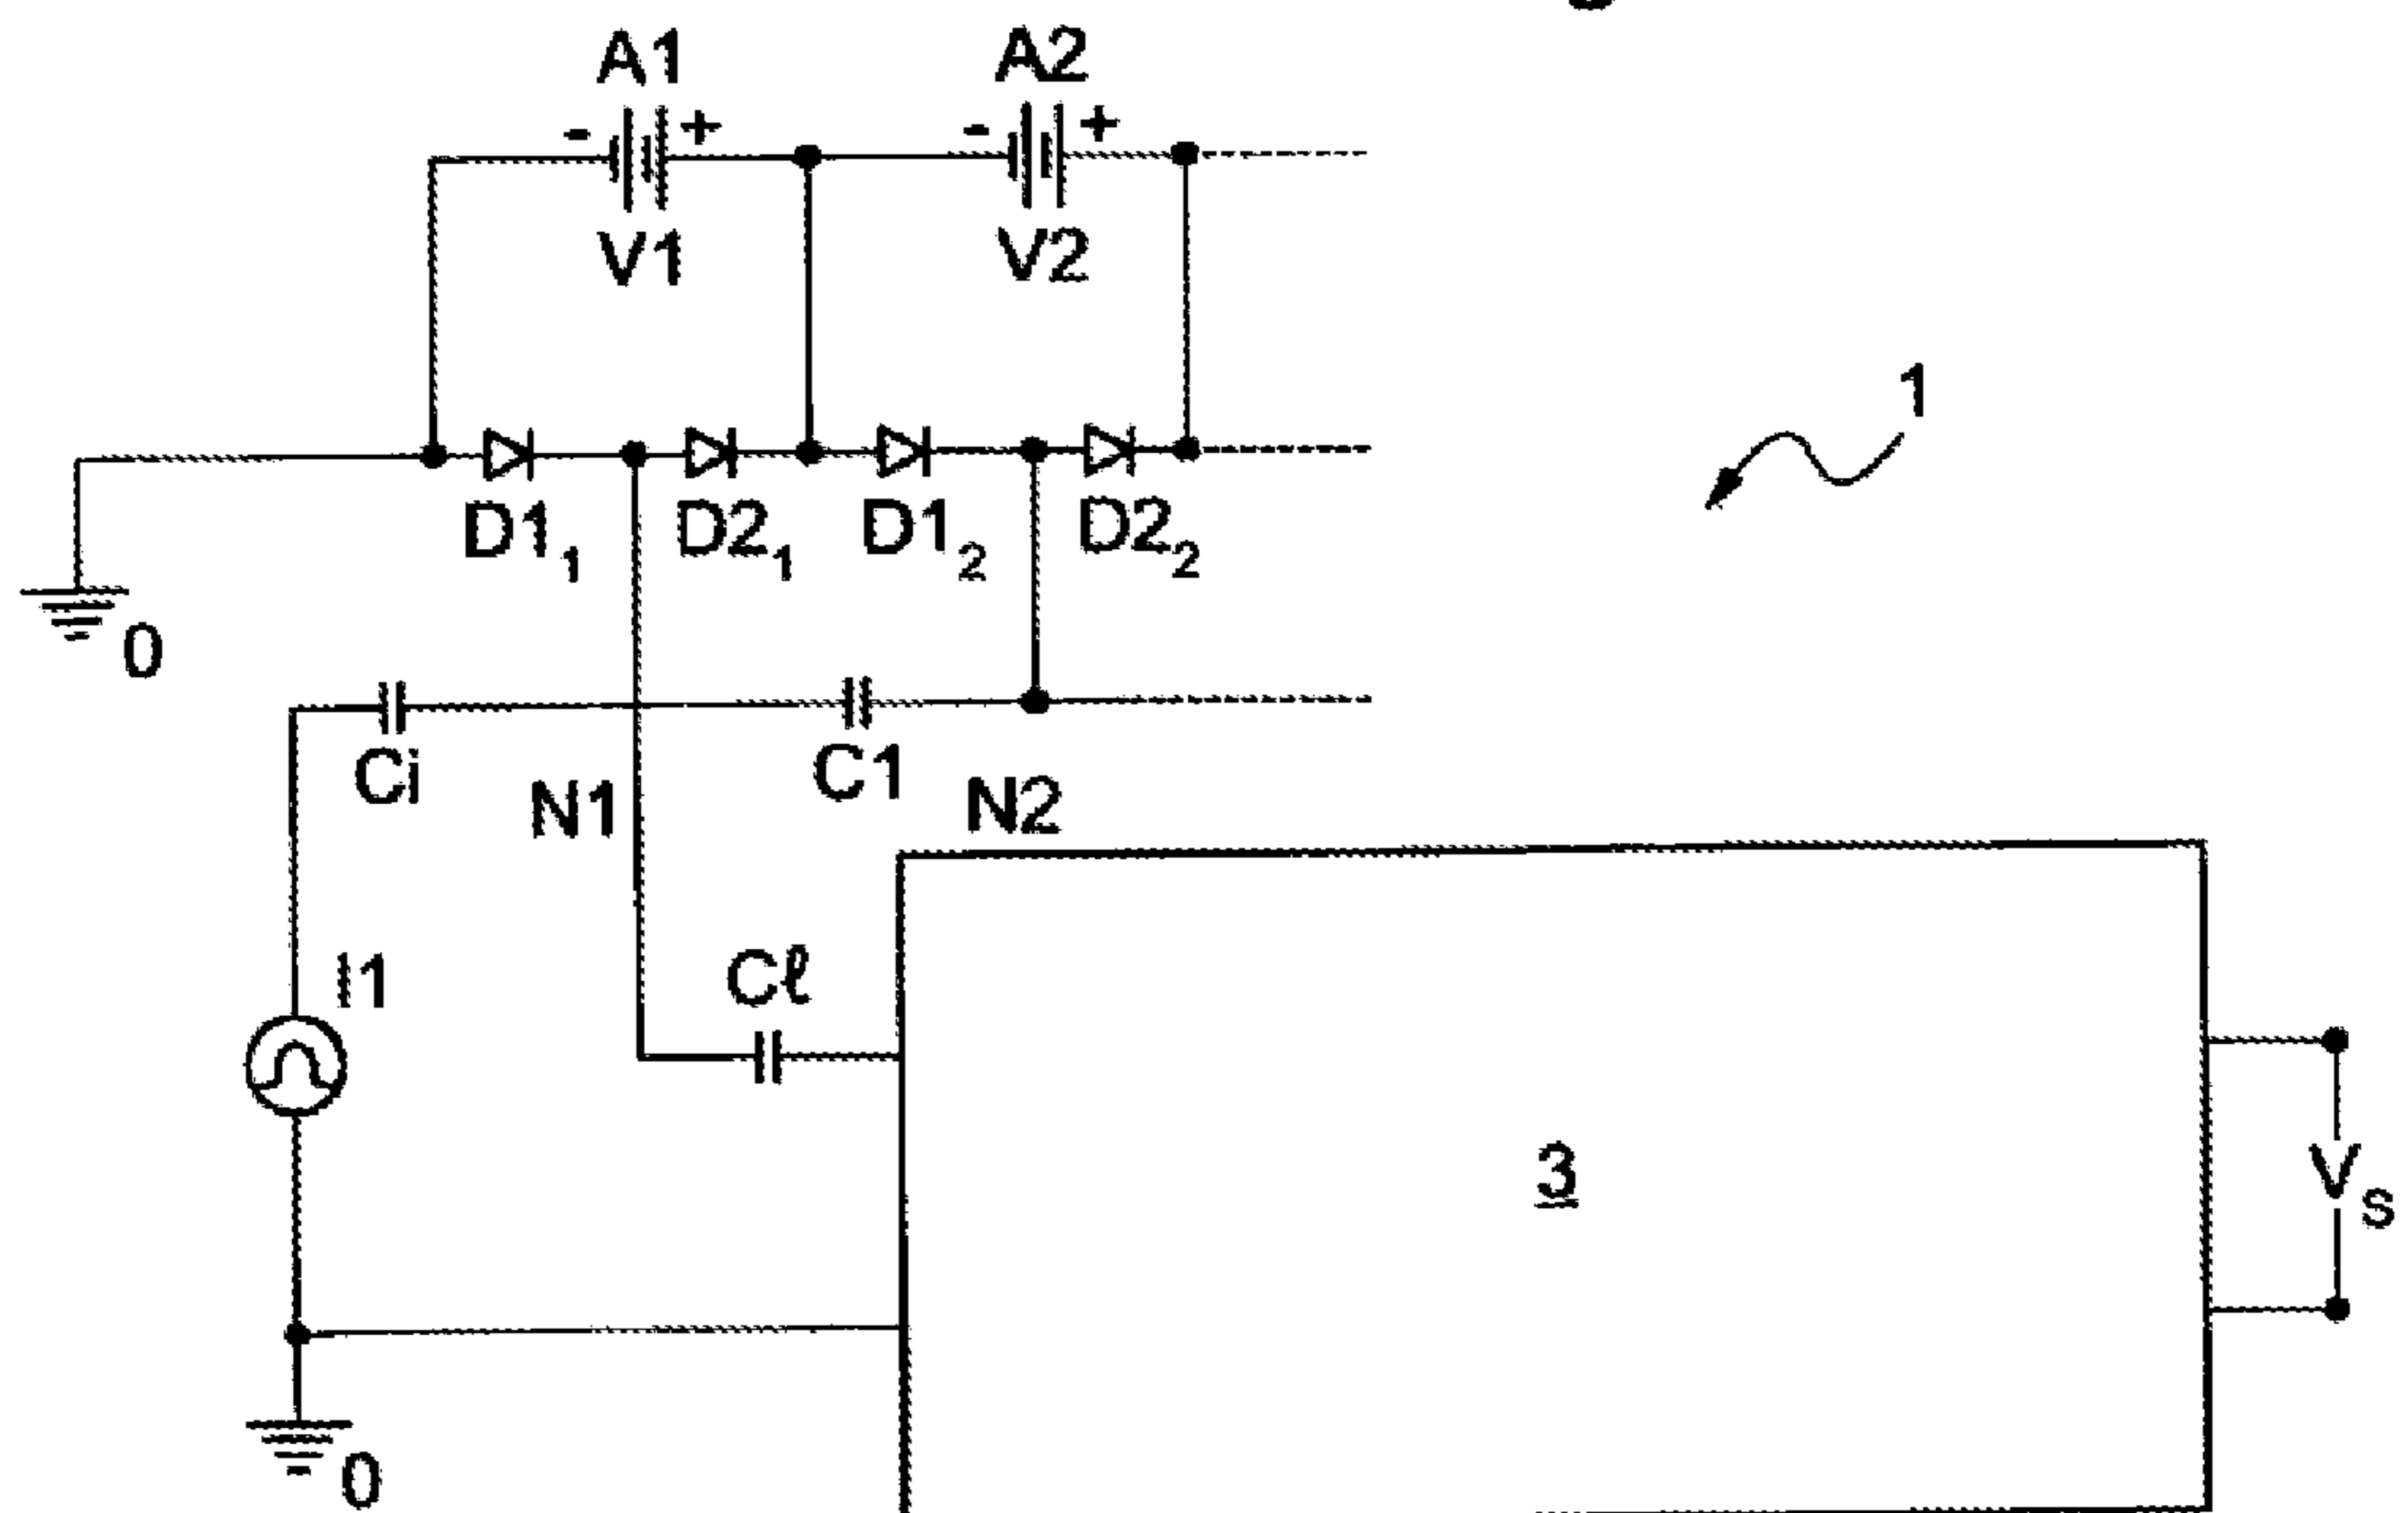 A1 A2
- + - +
V1 V2
1
D1₁ D2₁ D1₂ D2₂
0
Ci C1
N1 N2
Cℓ
I1
3
Vs
0